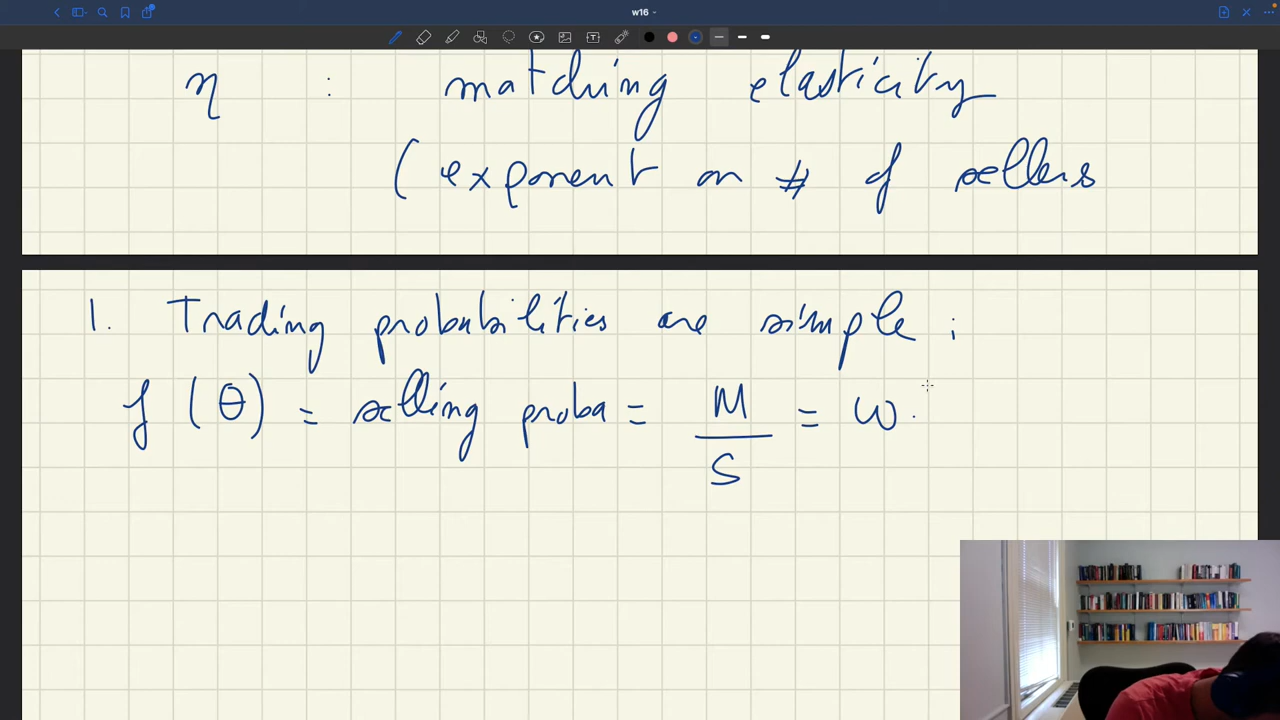 w16
η : matching elasticity
(exponent on # of sellers
1. Trading probabilities are simple :
f(θ) = selling proba = M/S = ω.